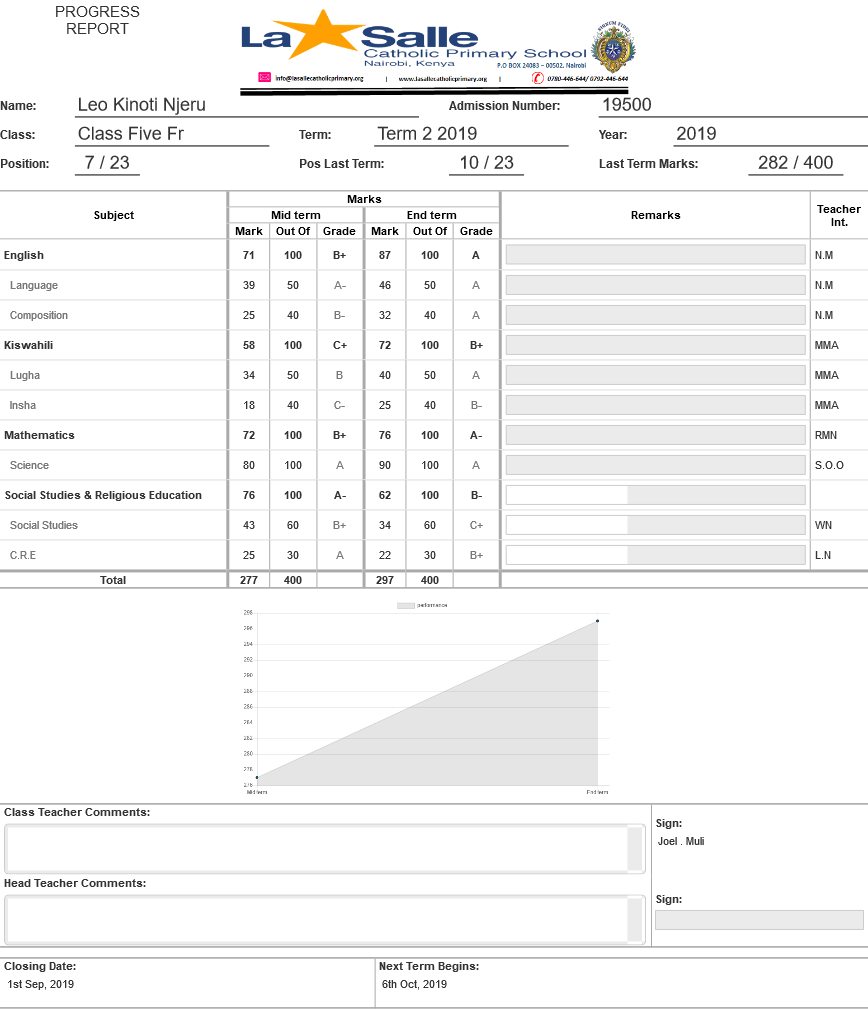 PROGRESS
REPORT
La Salle
Catholic Primary School
Nairobi, Kenya
P.O BOX 24083 – 00502, Nairobi
info@lasallecatholicprimary.org | www.lasallecatholicprimary.org | 0780-446-644/ 0792-446-644
Name: Leo Kinoti Njeru Admission Number: 19500
Class: Class Five Fr Term: Term 2 2019 Year: 2019
Position: 7 / 23 Pos Last Term: 10 / 23 Last Term Marks: 282 / 400
Marks
Subject Mid term End term Remarks Teacher Int.
Mark Out Of Grade Mark Out Of Grade
English 71 100 B+ 87 100 A N.M
Language 39 50 A- 46 50 A N.M
Composition 25 40 B- 32 40 A N.M
Kiswahili 58 100 C+ 72 100 B+ MMA
Lugha 34 50 B 40 50 A MMA
Insha 18 40 C- 25 40 B- MMA
Mathematics 72 100 B+ 76 100 A- RMN
Science 80 100 A 90 100 A S.O.O
Social Studies & Religious Education 76 100 A- 62 100 B-
Social Studies 43 60 B+ 34 60 C+ WN
C.R.E 25 30 A 22 30 B+ L.N
Total 277 400 297 400
performance
298
296
294
292
290
288
286
284
282
280
278
276
Mid term End term
Class Teacher Comments:
Sign:
Joel . Muli
Head Teacher Comments:
Sign:
Closing Date: Next Term Begins:
1st Sep, 2019 6th Oct, 2019